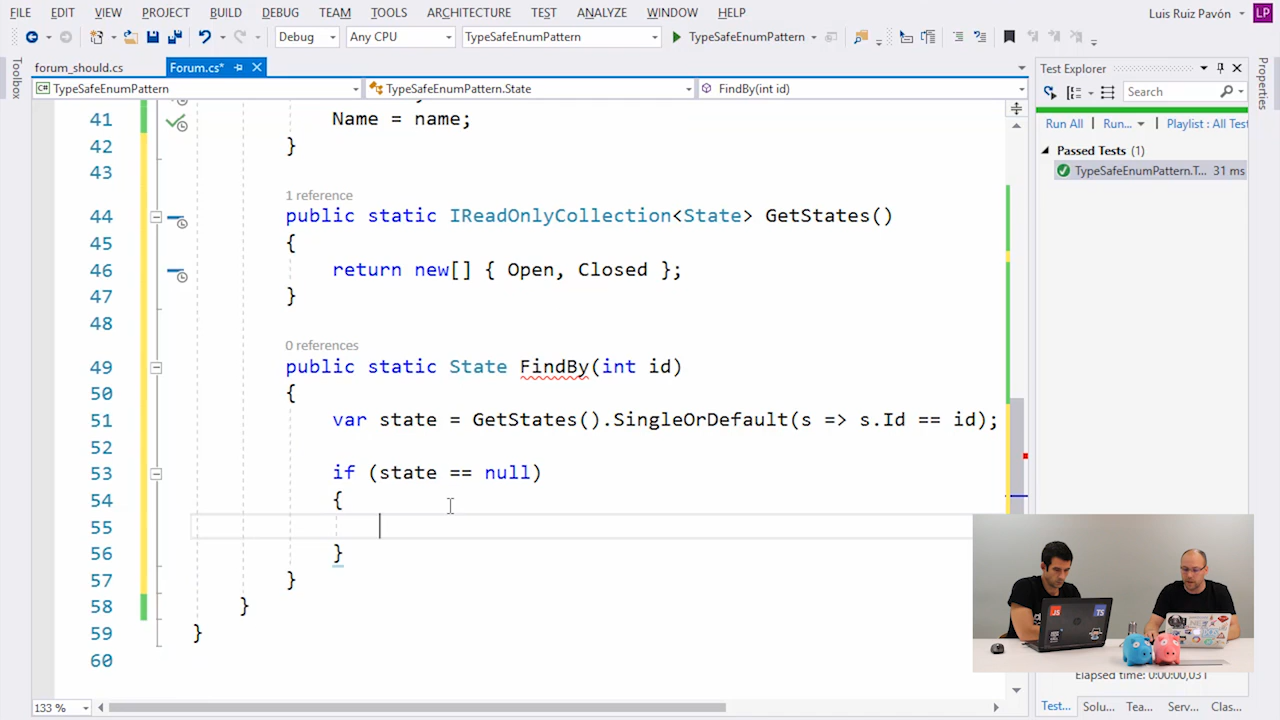 FILE EDIT VIEW PROJECT BUILD DEBUG TEAM TOOLS ARCHITECTURE TEST ANALYZE WINDOW HELP Luis Ruiz Pavón LP
Debug Any CPU TypeSafeEnumPattern TypeSafeEnumPattern
Toolbox
forum_should.cs Forum.cs*
TypeSafeEnumPattern TypeSafeEnumPattern.State FindBy(int id)
41 Name = name;
42 }
43
1 reference
44 public static IReadOnlyCollection<State> GetStates()
45 {
46 return new[] { Open, Closed };
47 }
48
0 references
49 public static State FindBy(int id)
50 {
51 var state = GetStates().SingleOrDefault(s => s.Id == id);
52
53 if (state == null)
54 {
55
56 }
57 }
58 }
59 }
60
133 %
Test Explorer
Search
Run All Run... Playlist : All Test
Passed Tests (1)
TypeSafeEnumPattern.T... 31 ms
Properties
JS TS
Elapsed time: 0:00:00,031
Test... Solu... Tea... Serv... Clas...